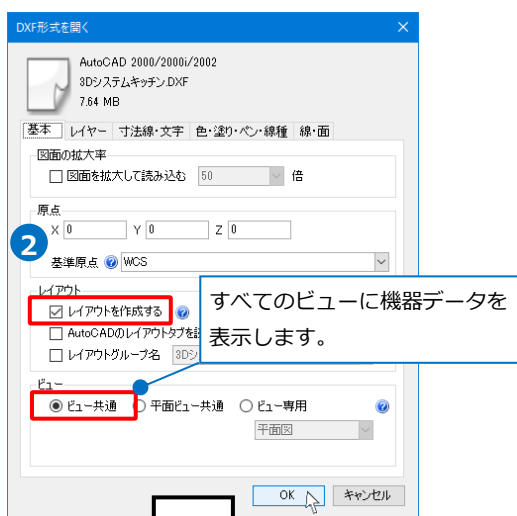 DXF形式を開く
AutoCAD 2000/2000i/2002
3Dシステムキッチン.DXF
7.64 MB
基本 レイヤー 寸法線・文字 色・塗り・ペン・線種 線・面
図面の拡大率
図面を拡大して読み込む 50 倍
原点
X 0 Y 0 Z 0
2
基準原点 WCS
レイアウト
レイアウトを作成する
すべてのビューに機器データを
表示します。
AutoCADのレイアウトタブを
レイアウトグループ名 3D
ビュー
ビュー共通 平面ビュー共通 ビュー専用
平面図
OK キャンセル